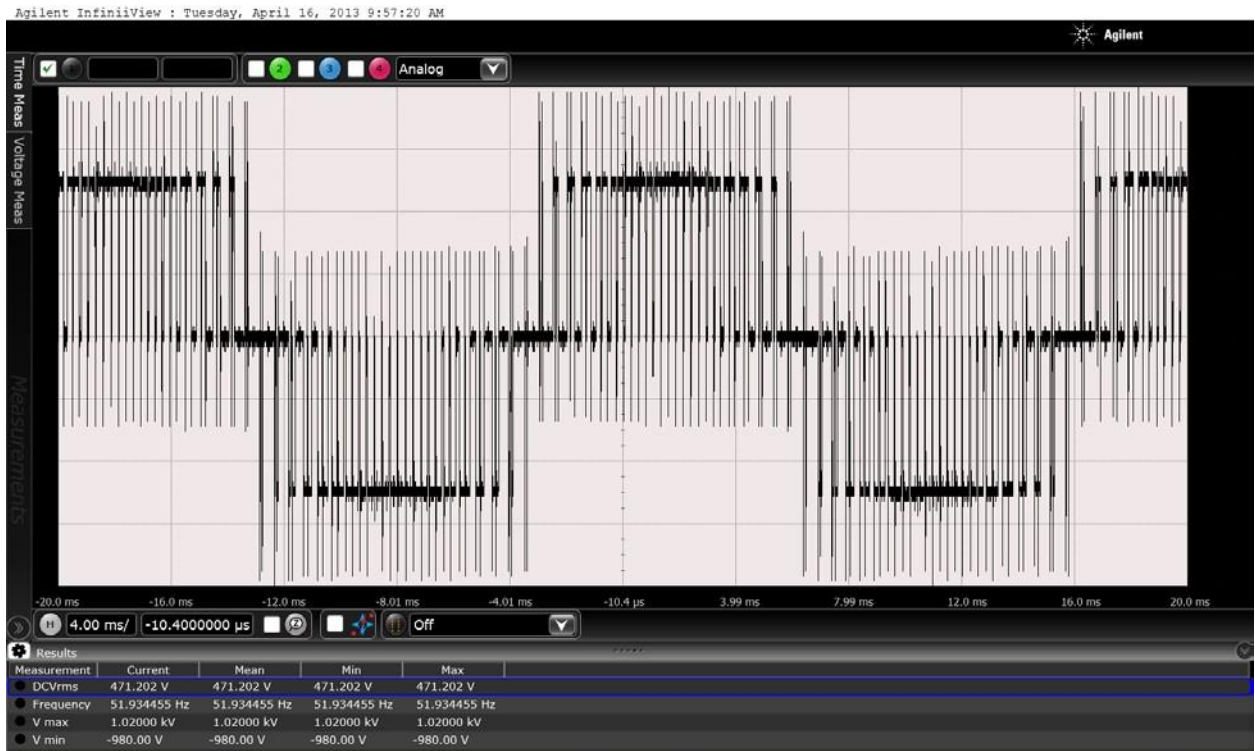 Agilent InfiniiView : Tuesday, April 16, 2013 9:57:20 AM
Agilent
Time Meas
Voltage Meas
Measurements
2 3 4 Analog
-20.0 ms -16.0 ms -12.0 ms -8.01 ms -4.01 ms -10.4 µs 3.99 ms 7.99 ms 12.0 ms 16.0 ms 20.0 ms
H 4.00 ms/ -10.4000000 µs Z Off
Results
Measurement Current Mean Min Max
DCVrms 471.202 V 471.202 V 471.202 V 471.202 V
Frequency 51.934455 Hz 51.934455 Hz 51.934455 Hz 51.934455 Hz
V max 1.02000 kV 1.02000 kV 1.02000 kV 1.02000 kV
V min -980.00 V -980.00 V -980.00 V -980.00 V